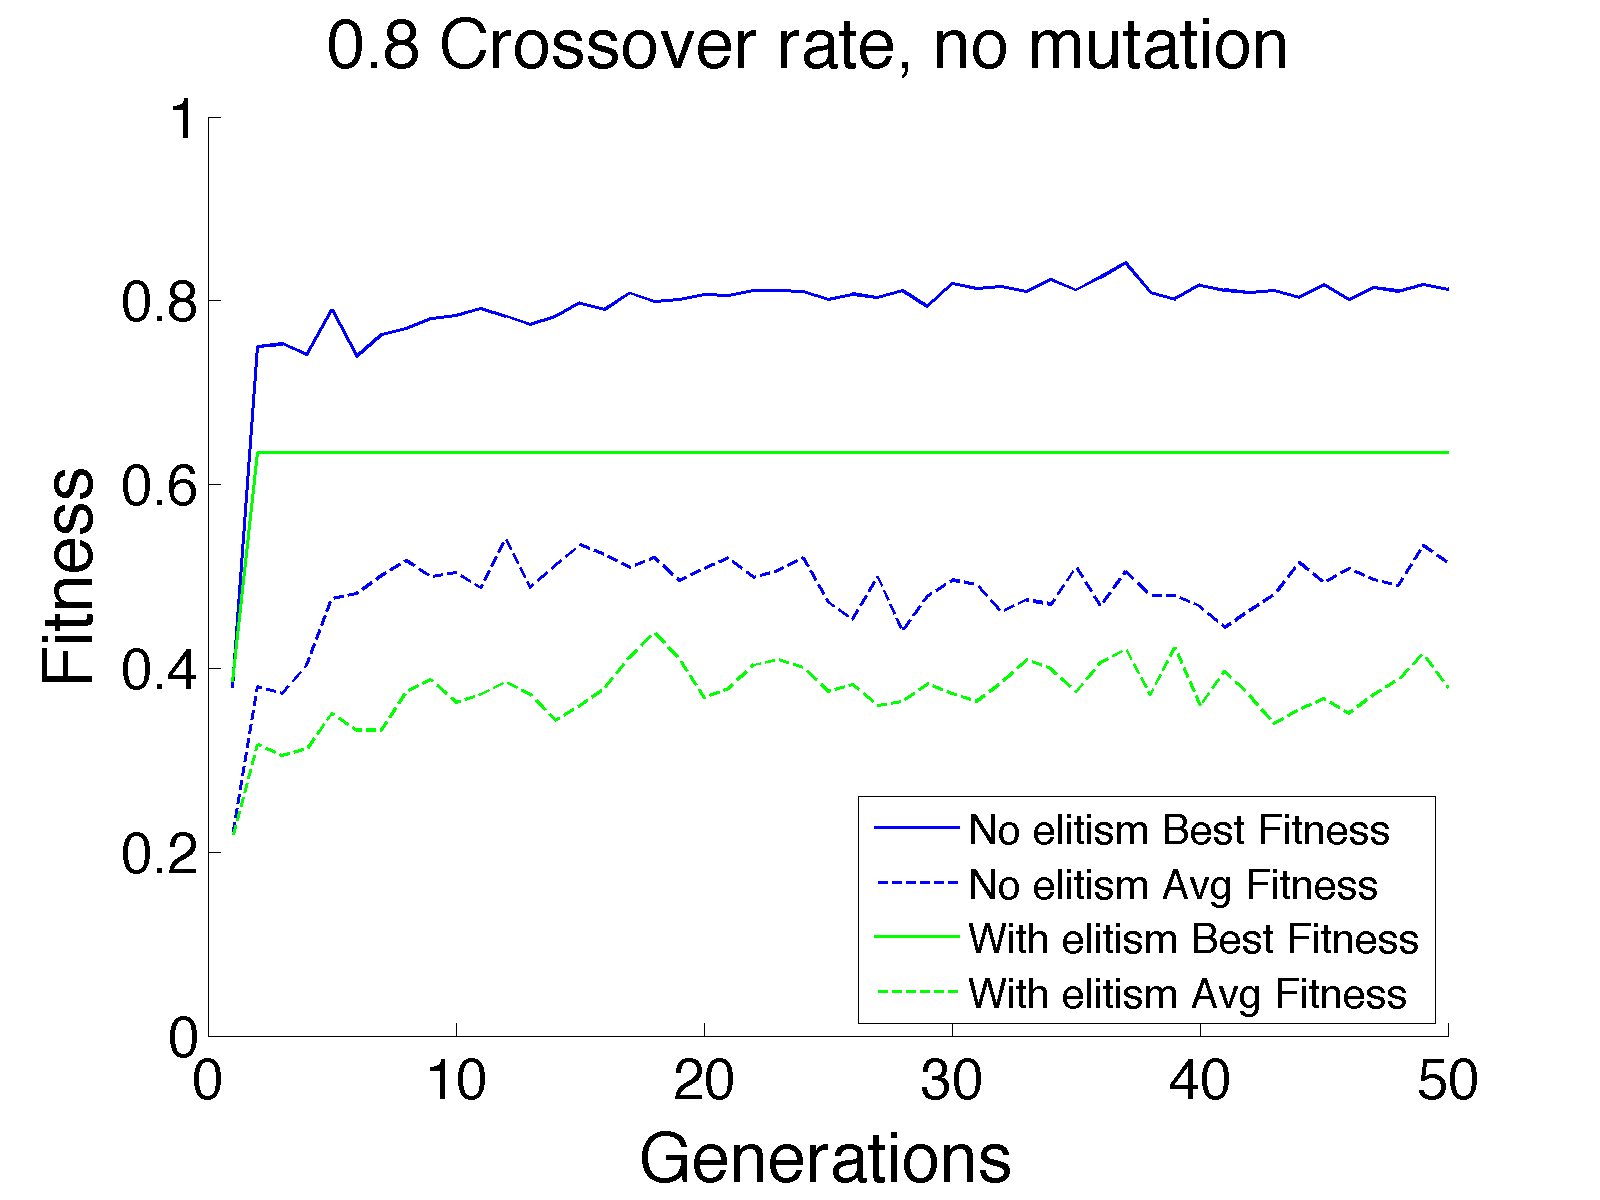 0.8 Crossover rate, no mutation
1
0.8
0.6
0.4
0.2
0
Fitness
0 10 20 30 40 50
Generations
No elitism Best Fitness
No elitism Avg Fitness
With elitism Best Fitness
With elitism Avg Fitness